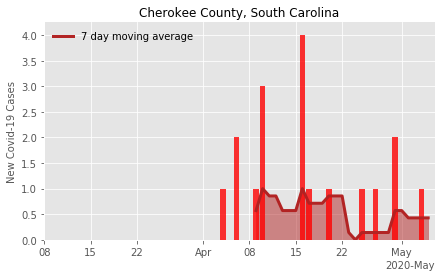 Cherokee County, South Carolina
7 day moving average
New Covid-19 Cases
4.0
3.5
3.0
2.5
2.0
1.5
1.0
0.5
0.0
08 15 22 Apr 08 15 22 May
2020-May